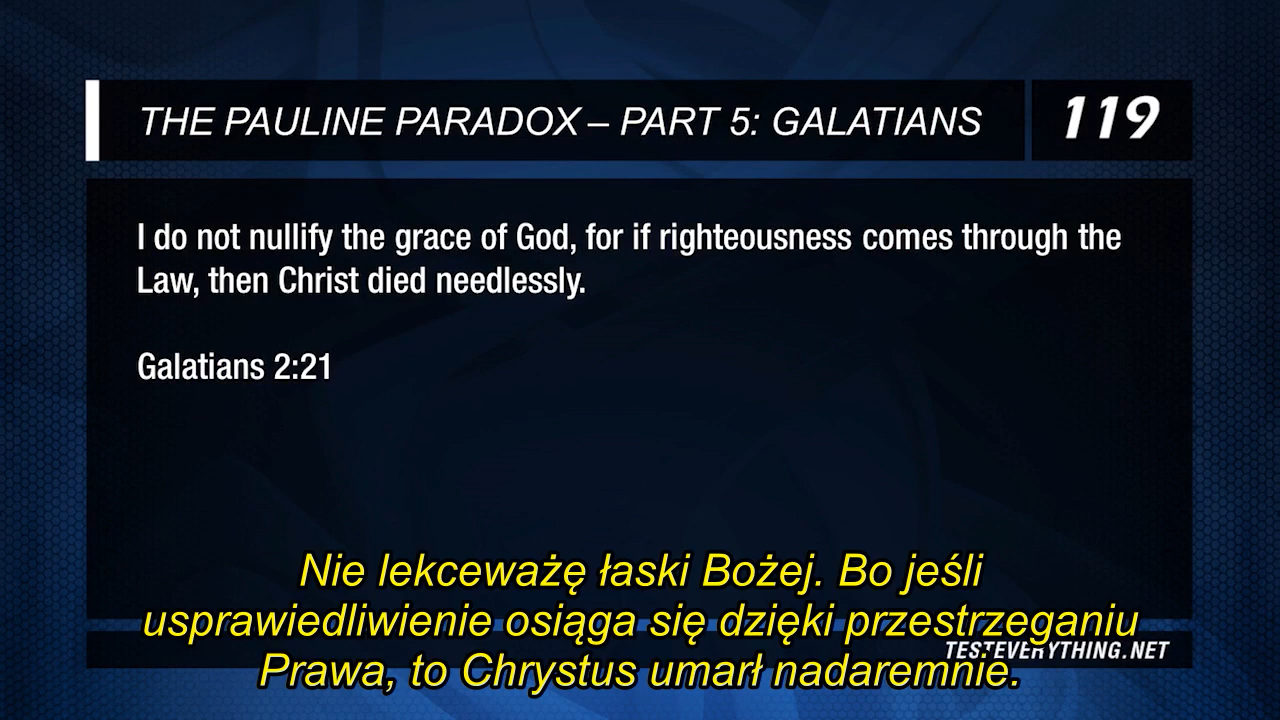 THE PAULINE PARADOX – PART 5: GALATIANS
119
I do not nullify the grace of God, for if righteousness comes through the
Law, then Christ died needlessly.
Galatians 2:21
Nie lekceważę łaski Bożej. Bo jeśli
usprawiedliwienie osiąga się dzięki przestrzeganiu
TESTEVERYTHING.NET
Prawa, to Chrystus umarł nadaremnie.